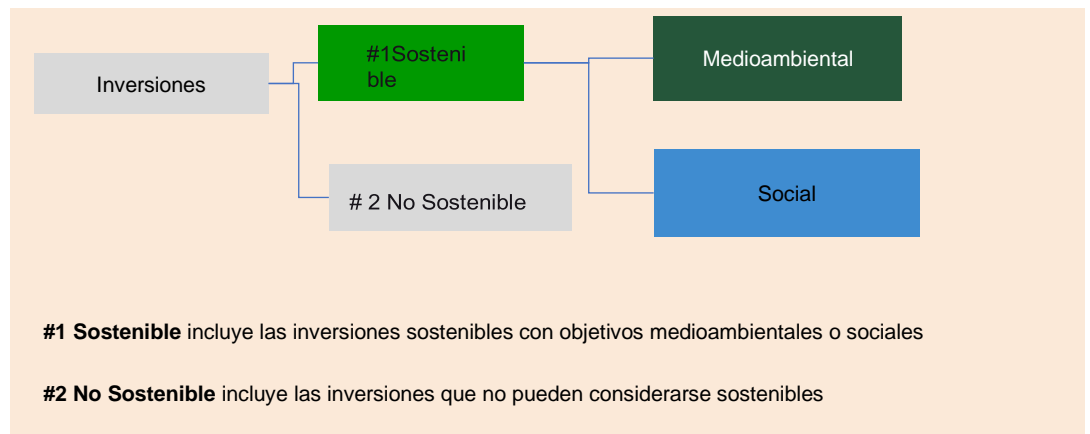 Inversiones
#1Sosteni
ble
Medioambiental
# 2 No Sostenible
Social
#1 Sostenible incluye las inversiones sostenibles con objetivos medioambientales o sociales
#2 No Sostenible incluye las inversiones que no pueden considerarse sostenibles